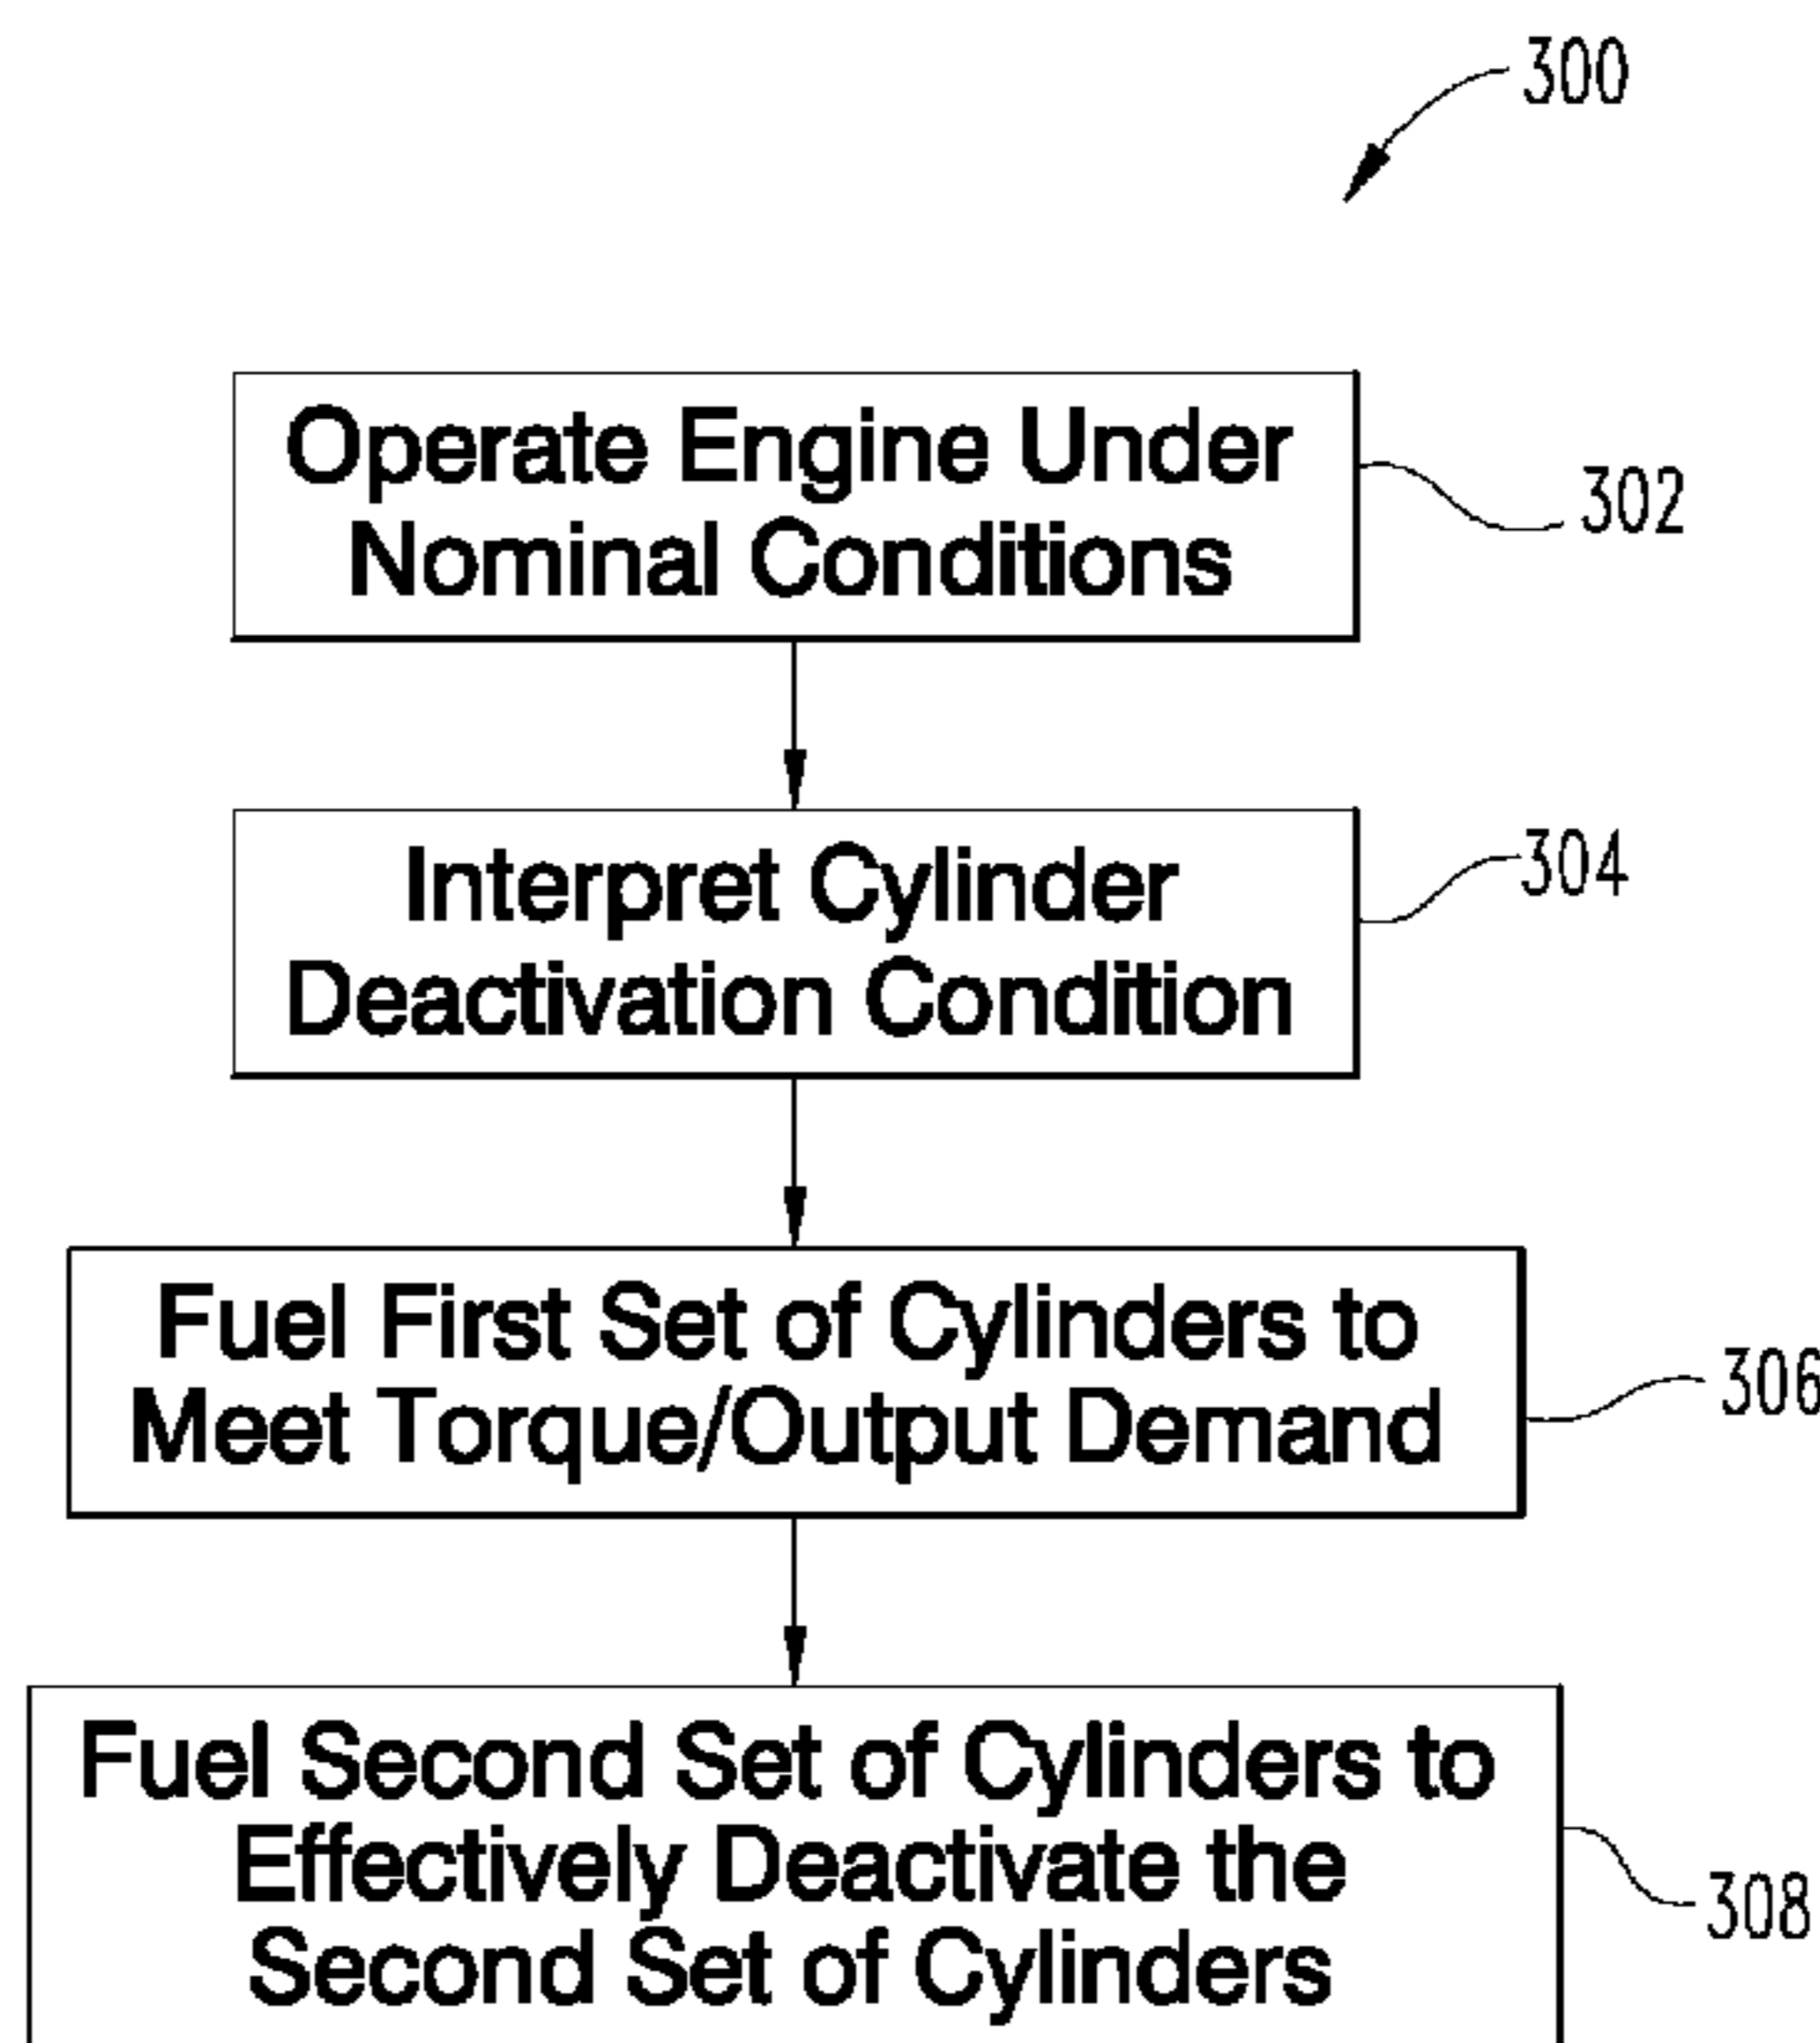 300
Operate Engine Under
Nominal Conditions
302
Interpret Cylinder
Deactivation Condition
304
Fuel First Set of Cylinders to
Meet Torque/Output Demand
306
Fuel Second Set of Cylinders to
Effectively Deactivate the
Second Set of Cylinders
308